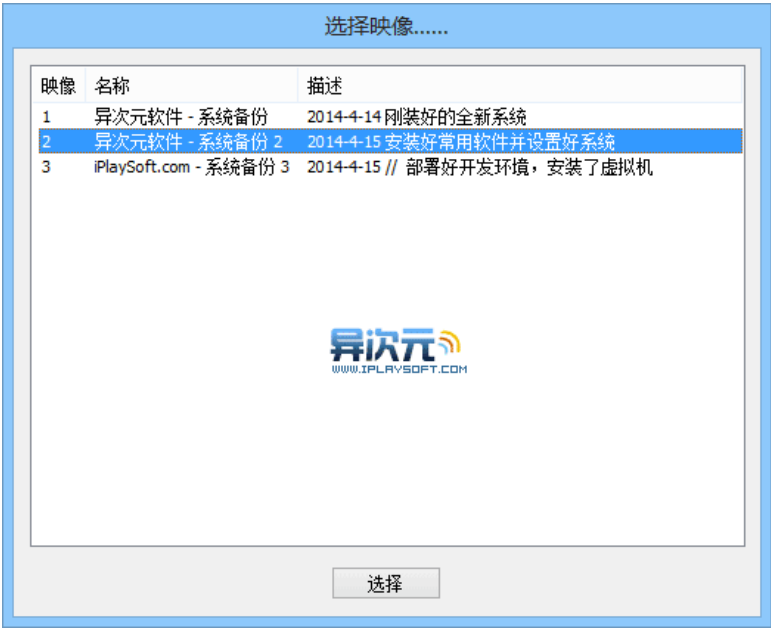 选择映像......
映像 名称 描述
1 异次元软件 - 系统备份 2014-4-14 刚装好的全新系统
2 异次元软件 - 系统备份 2 2014-4-15 安装好常用软件并设置好系统
3 iPlaySoft.com - 系统备份 3 2014-4-15 // 部署好开发环境，安装了虚拟机
异次元
WWW.IPLAYSOFT.COM
选择